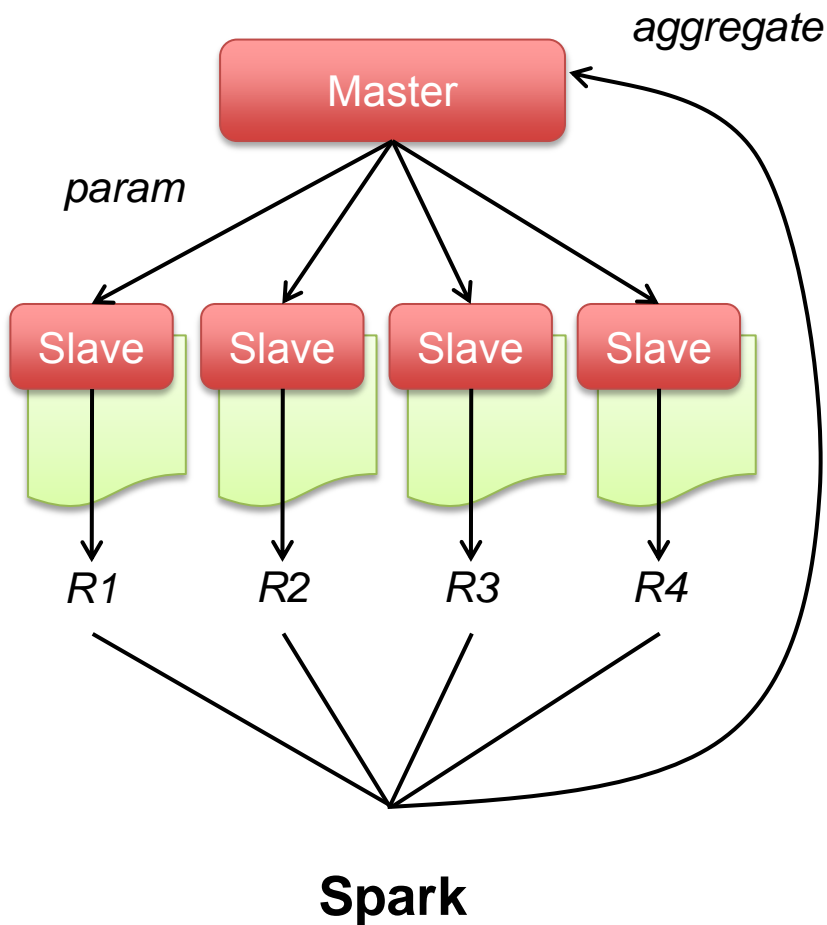 aggregate
Master
param
Slave Slave Slave Slave
R1 R2 R3 R4
Spark